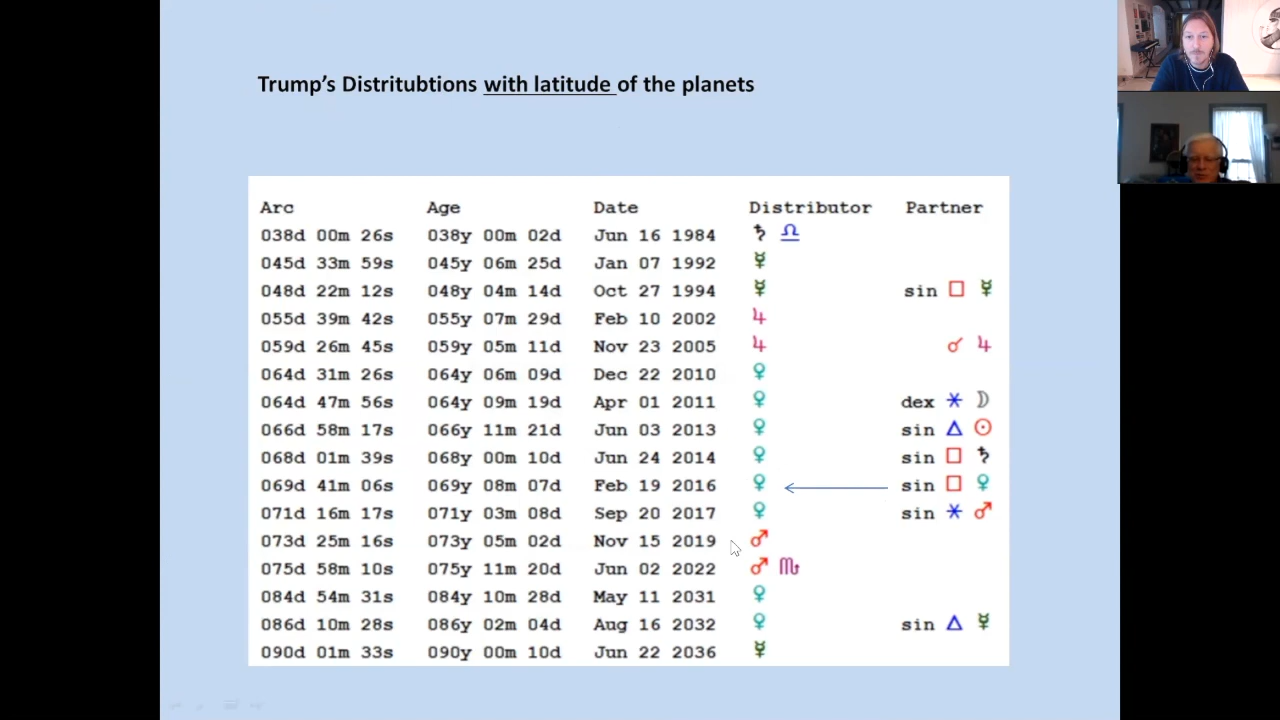 Trump's Distritubtions with latitude of the planets
Arc Age Date Distributor Partner
038d 00m 26s 038y 00m 02d Jun 16 1984 ♄ ♎
045d 33m 59s 045y 06m 25d Jan 07 1992 ☿
048d 22m 12s 048y 04m 14d Oct 27 1994 ☿ sin □ ☿
055d 39m 42s 055y 07m 29d Feb 10 2002 ♃
059d 26m 45s 059y 05m 11d Nov 23 2005 ♃ ☌ ♃
064d 31m 26s 064y 06m 09d Dec 22 2010 ♀
064d 47m 56s 064y 09m 19d Apr 01 2011 ♀ dex ⚹ ☽
066d 58m 17s 066y 11m 21d Jun 03 2013 ♀ sin △ ☉
068d 01m 39s 068y 00m 10d Jun 24 2014 ♀ sin □ ♄
069d 41m 06s 069y 08m 07d Feb 19 2016 ♀ sin □ ♀
071d 16m 17s 071y 03m 08d Sep 20 2017 ♀ sin ⚹ ♂
073d 25m 16s 073y 05m 02d Nov 15 2019 ♂
075d 58m 10s 075y 11m 20d Jun 02 2022 ♂ ♏
084d 54m 31s 084y 10m 28d May 11 2031 ♀
086d 10m 28s 086y 02m 04d Aug 16 2032 ♀ sin △ ☿
090d 01m 33s 090y 00m 10d Jun 22 2036 ☿